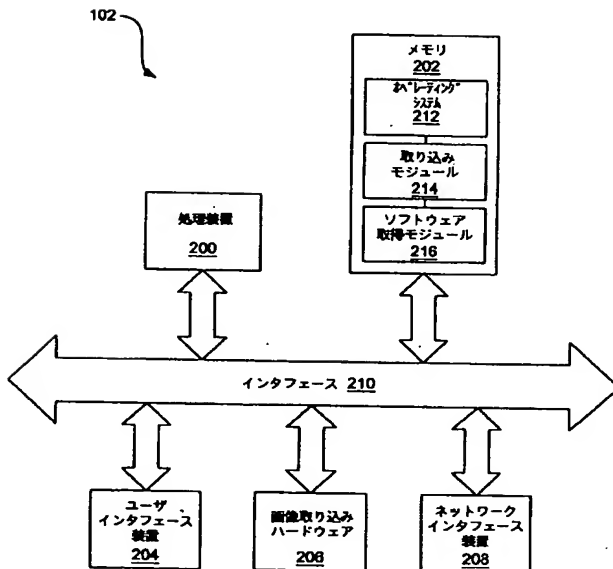 102
メモリ
202
オペレーティング
システム
212
取り込み
モジュール
214
ソフトウェア
取得モジュール
216
処理装置
200
インタフェース 210
ユーザ
インタフェース
装置
204
画像取り込み
ハードウェア
206
ネットワーク
インタフェース
装置
208